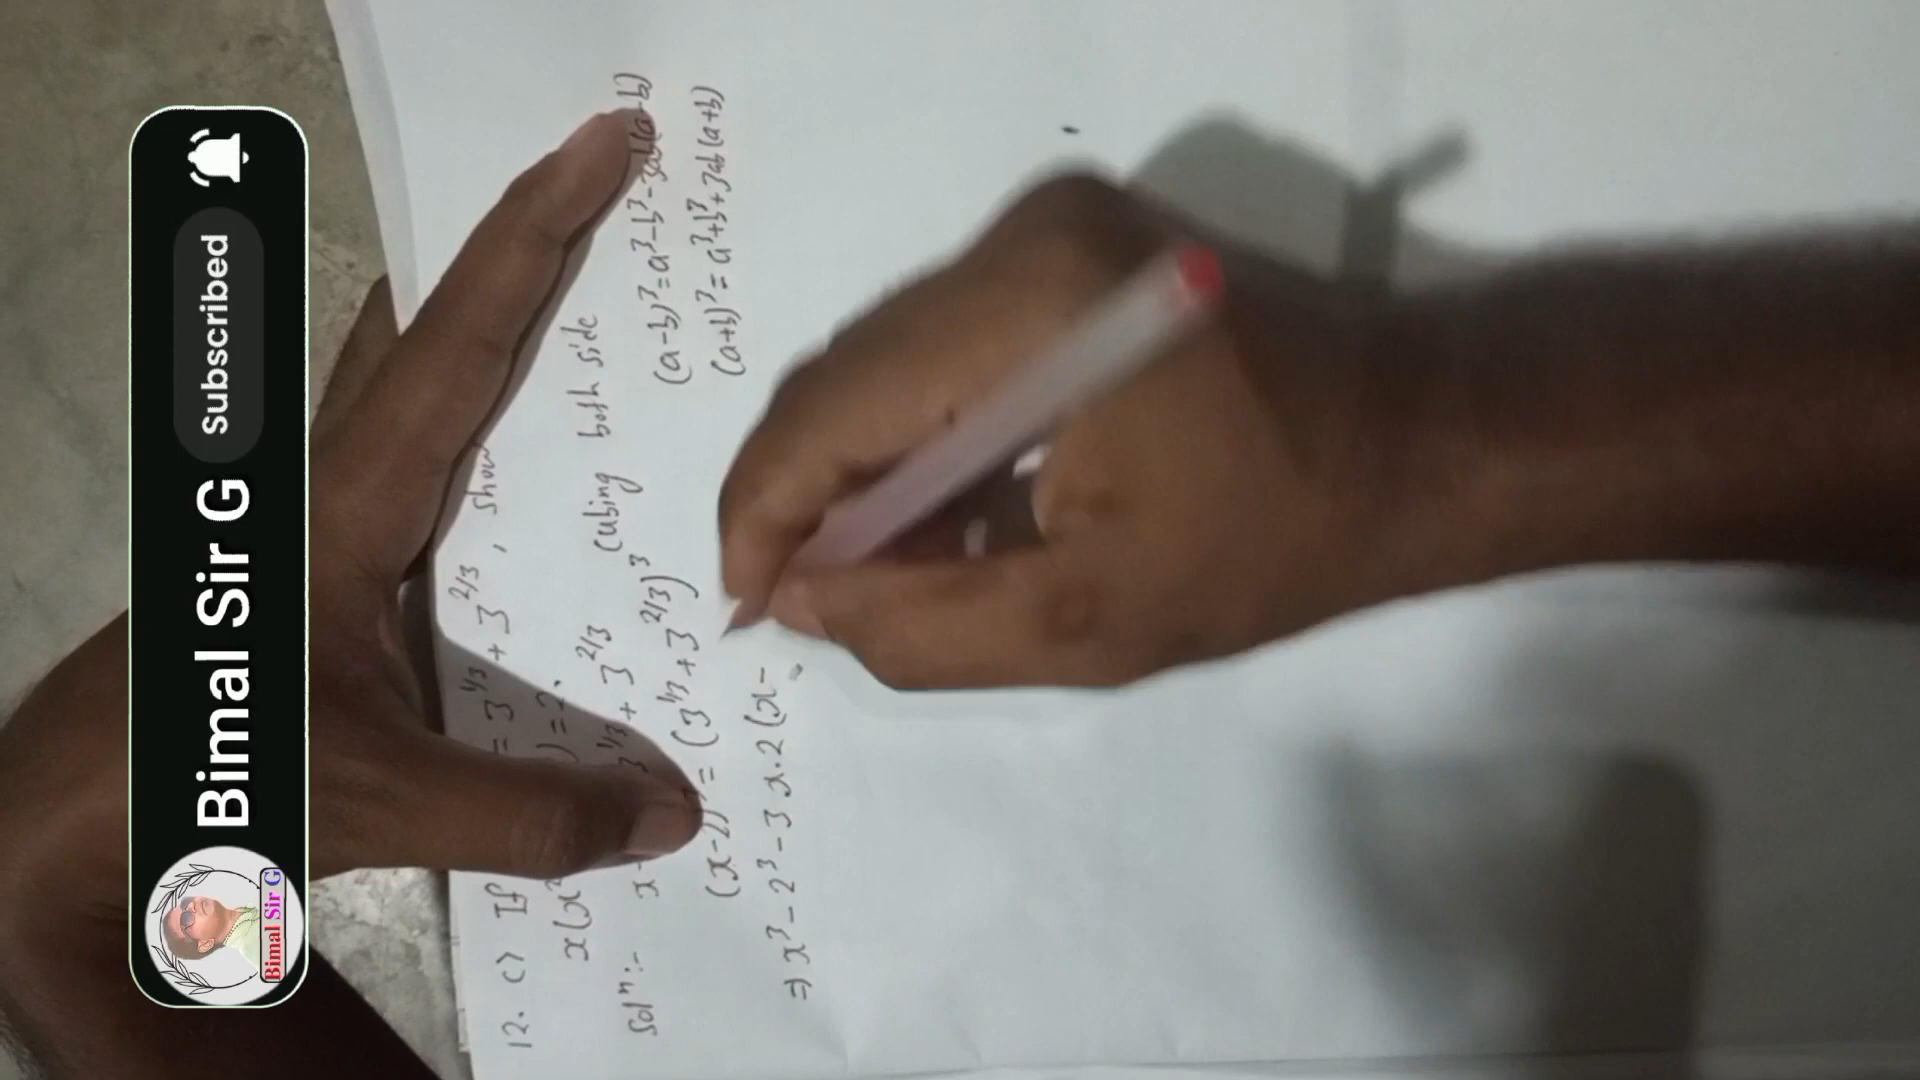 Bimal Sir G subscribed
Bimal Sir G
12. C> If = 3^1/3 + 3^2/3, show
x(x² ) = 2.
Solⁿ:- x- 3^1/3 + 3^2/3 cubing both side
(x-2)³ = (3^1/3 + 3^2/3)³
(a-b)³ = a³-b³-3ab(a-b)
(a+b)³ = a³+b³+3ab(a+b)
⇒ x³ - 2³ - 3x.2(x-